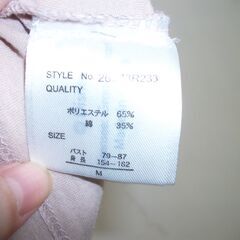 STYLE No
QUALITY
ポリエステル 65%
綿 35%
SIZE
バスト 79~87
身長 154~162
M